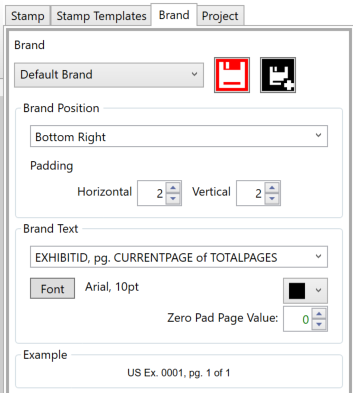 Stamp Stamp Templates Brand Project
Brand
Default Brand
Brand Position
Bottom Right
Padding
Horizontal 2 Vertical 2
Brand Text
EXHIBITID, pg. CURRENTPAGE of TOTALPAGES
Font Arial, 10pt
Zero Pad Page Value: 0
Example
US Ex. 0001, pg. 1 of 1